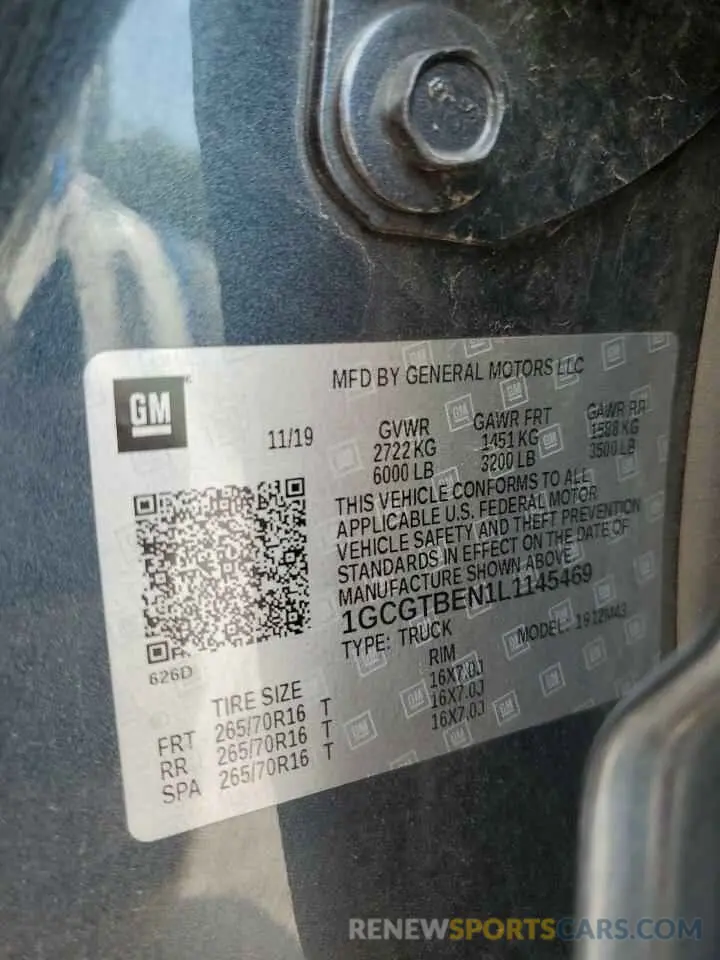 MFD BY GENERAL MOTORS LLC
GM
11/19
GVWR GAWR FRT GAWR RR
2722 KG 1451 KG 1588 KG
6000 LB 3200 LB 3500 LB
THIS VEHICLE CONFORMS TO ALL
APPLICABLE U.S. FEDERAL MOTOR
VEHICLE SAFETY AND THEFT PREVENTION
STANDARDS IN EFFECT ON THE DATE OF
MANUFACTURE SHOWN ABOVE.
1GCGTBEN1L1145469
TYPE: TRUCK MODEL:
626D
TIRE SIZE RIM
FRT 265/70R16 T 16X7.0J
RR 265/70R16 T 16X7.0J
SPA 265/70R16 T 16X7.0J
RENEWSPORTSCARS.COM